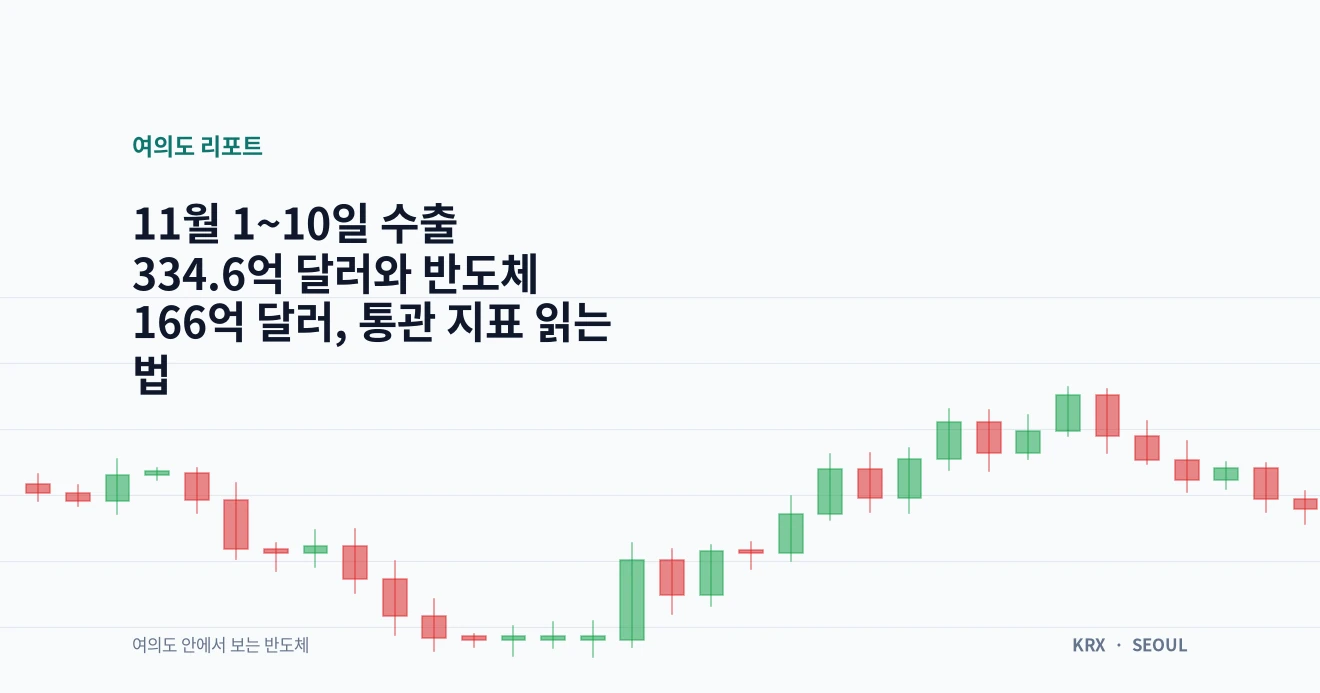 여의도 리포트
11월 1~10일 수출
334.6억 달러와 반도체
166억 달러, 통관 지표 읽는
법
여의도 안에서 보는 반도체
KRX · SEOUL